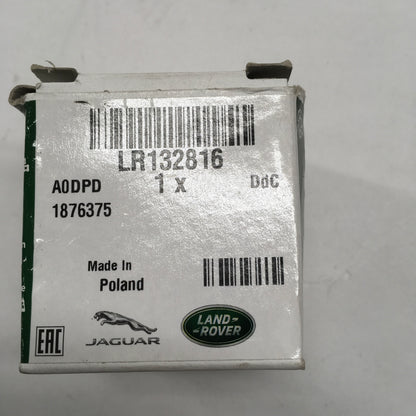 LR132816
A0DPD 1 x DdC
1876375
Made In
Poland
EAC JAGUAR LAND-
ROVER